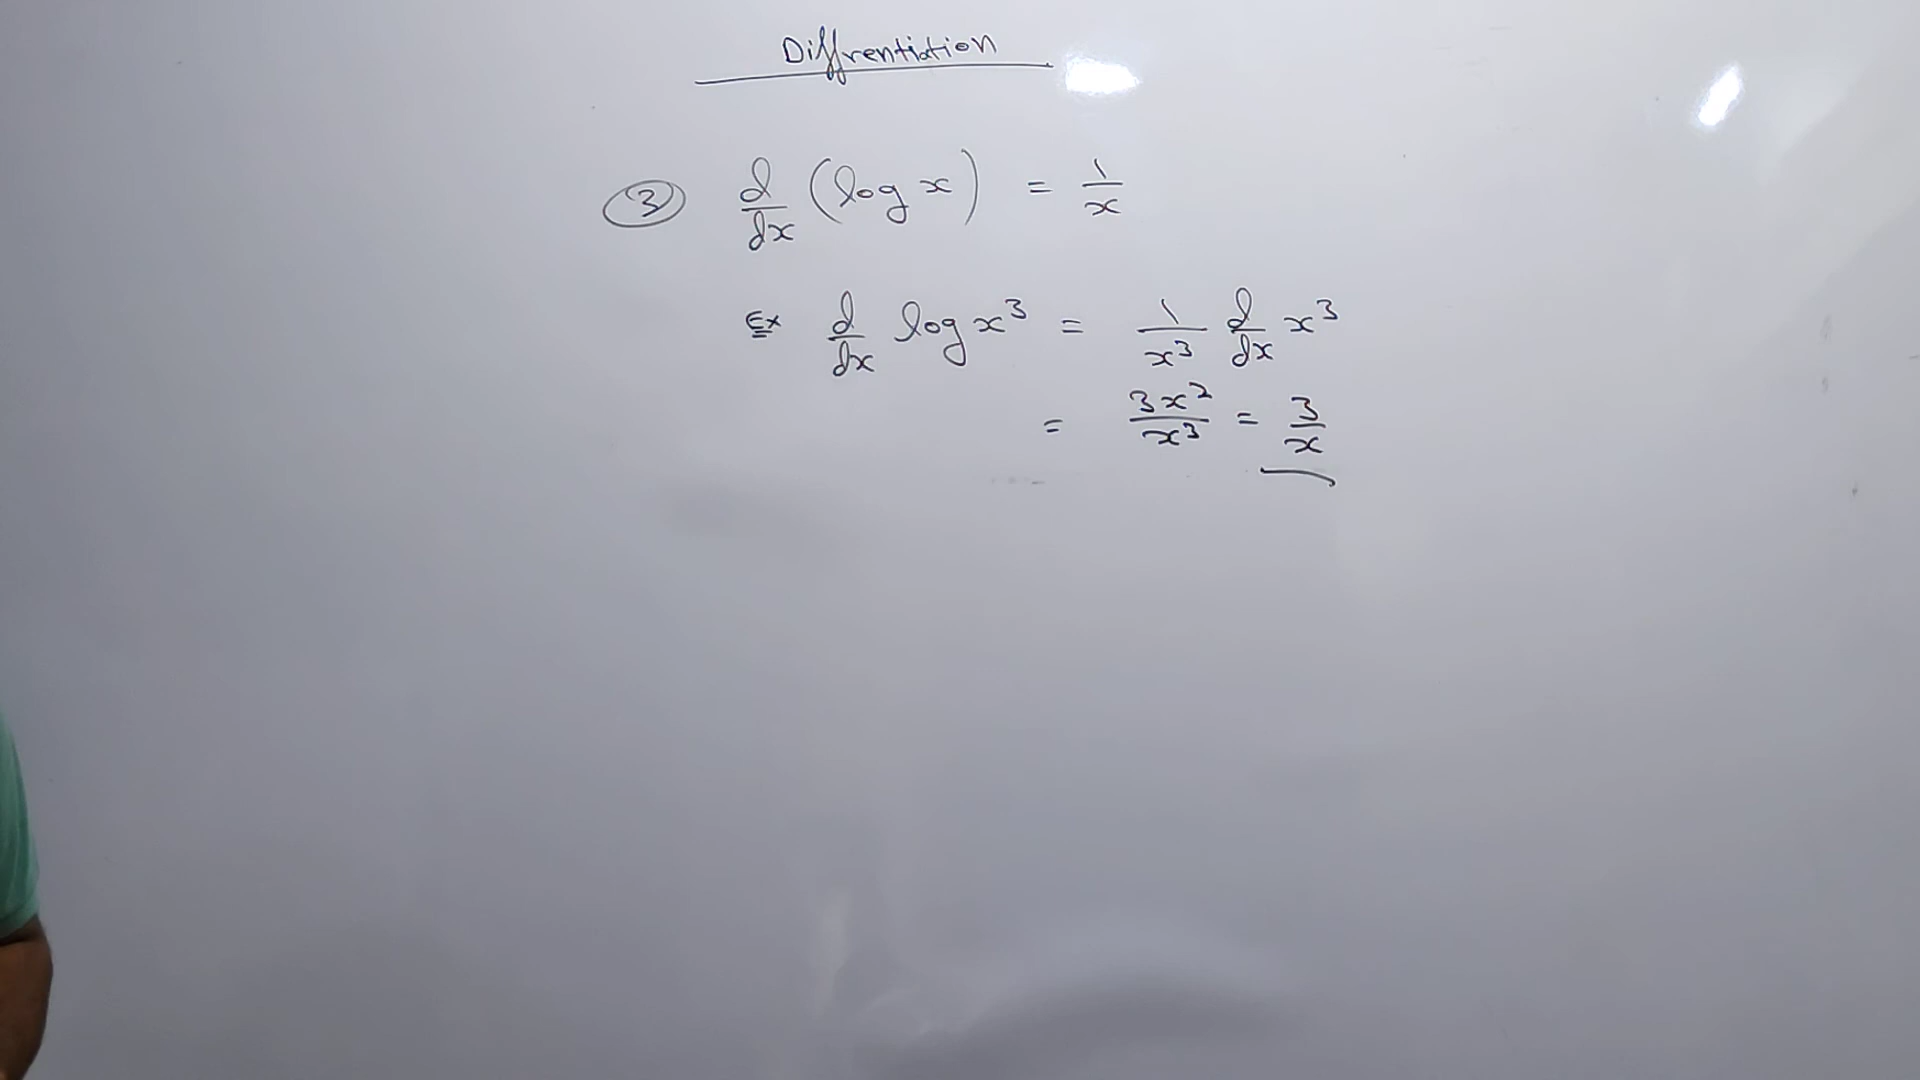 Diffrentiation
③ d/dx (log x) = 1/x
Ex d/dx log x³ = 1/x³ d/dx x³
= 3x²/x³ = 3/x